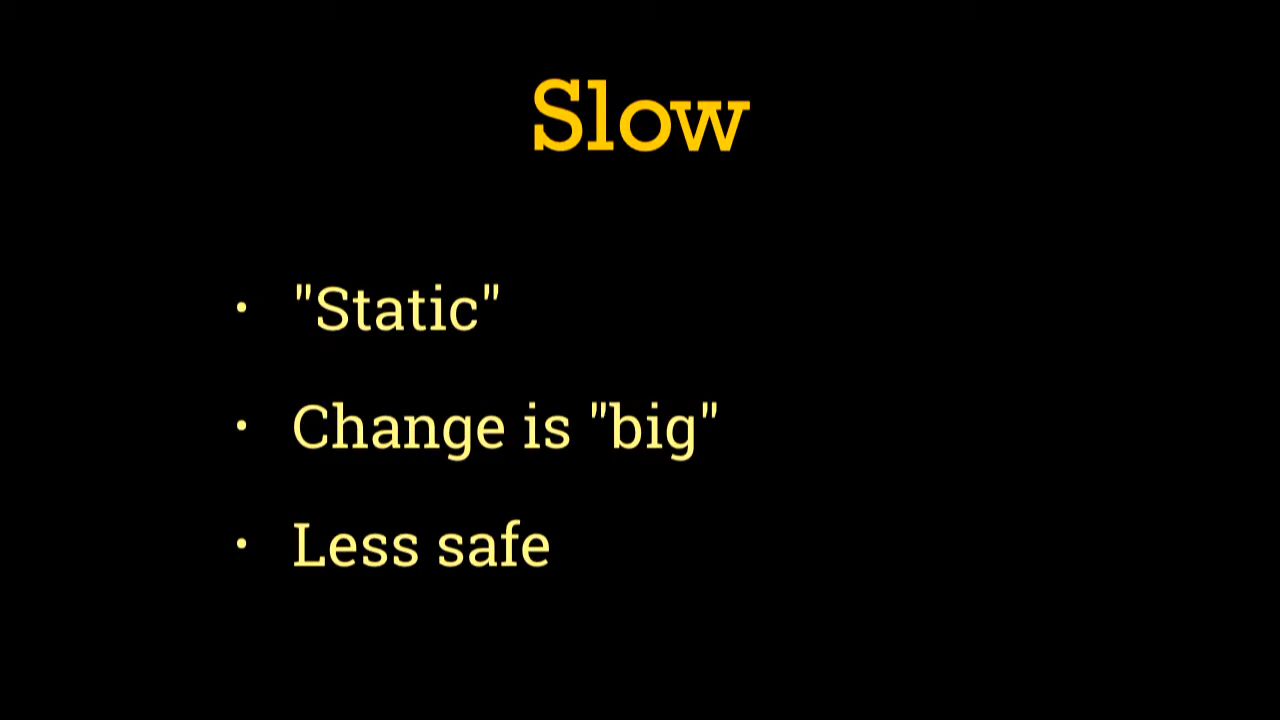 Slow
· "Static"
· Change is "big"
· Less safe